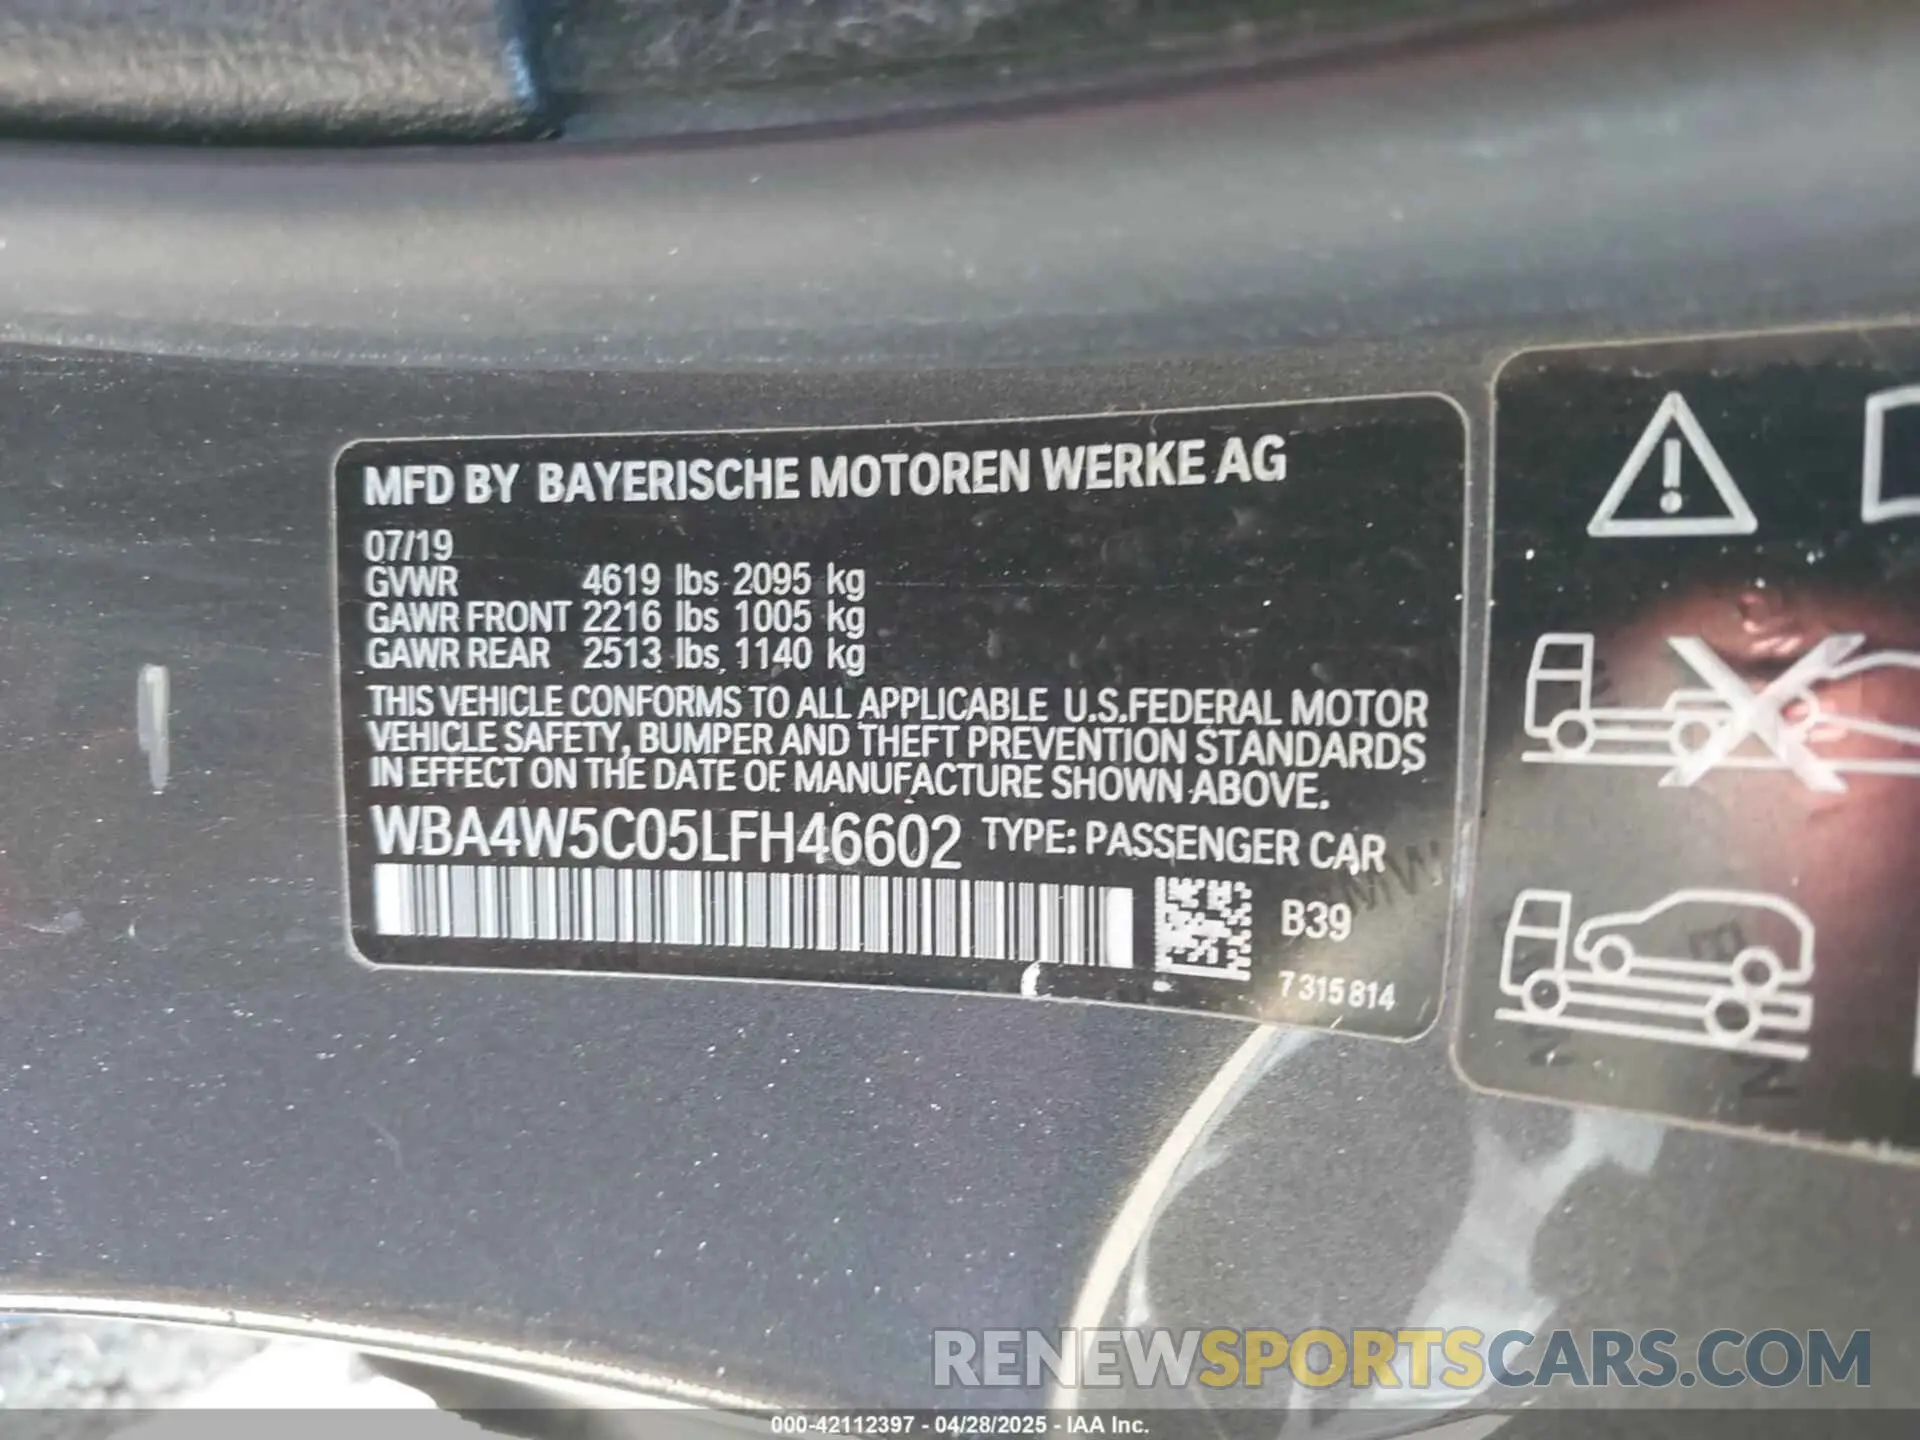 MFD BY BAYERISCHE MOTOREN WERKE AG
07/19
GVWR 4619 lbs 2095 kg
GAWR FRONT 2216 lbs 1005 kg
GAWR REAR 2513 lbs 1140 kg
THIS VEHICLE CONFORMS TO ALL APPLICABLE U.S.FEDERAL MOTOR
VEHICLE SAFETY, BUMPER AND THEFT PREVENTION STANDARDS
IN EFFECT ON THE DATE OF MANUFACTURE SHOWN ABOVE.
WBA4W5C05LFH46602 TYPE: PASSENGER CAR
B39
7 315 814
RENEWSPORTSCARS.COM
000-42112397 - 04/28/2025 - IAA Inc.